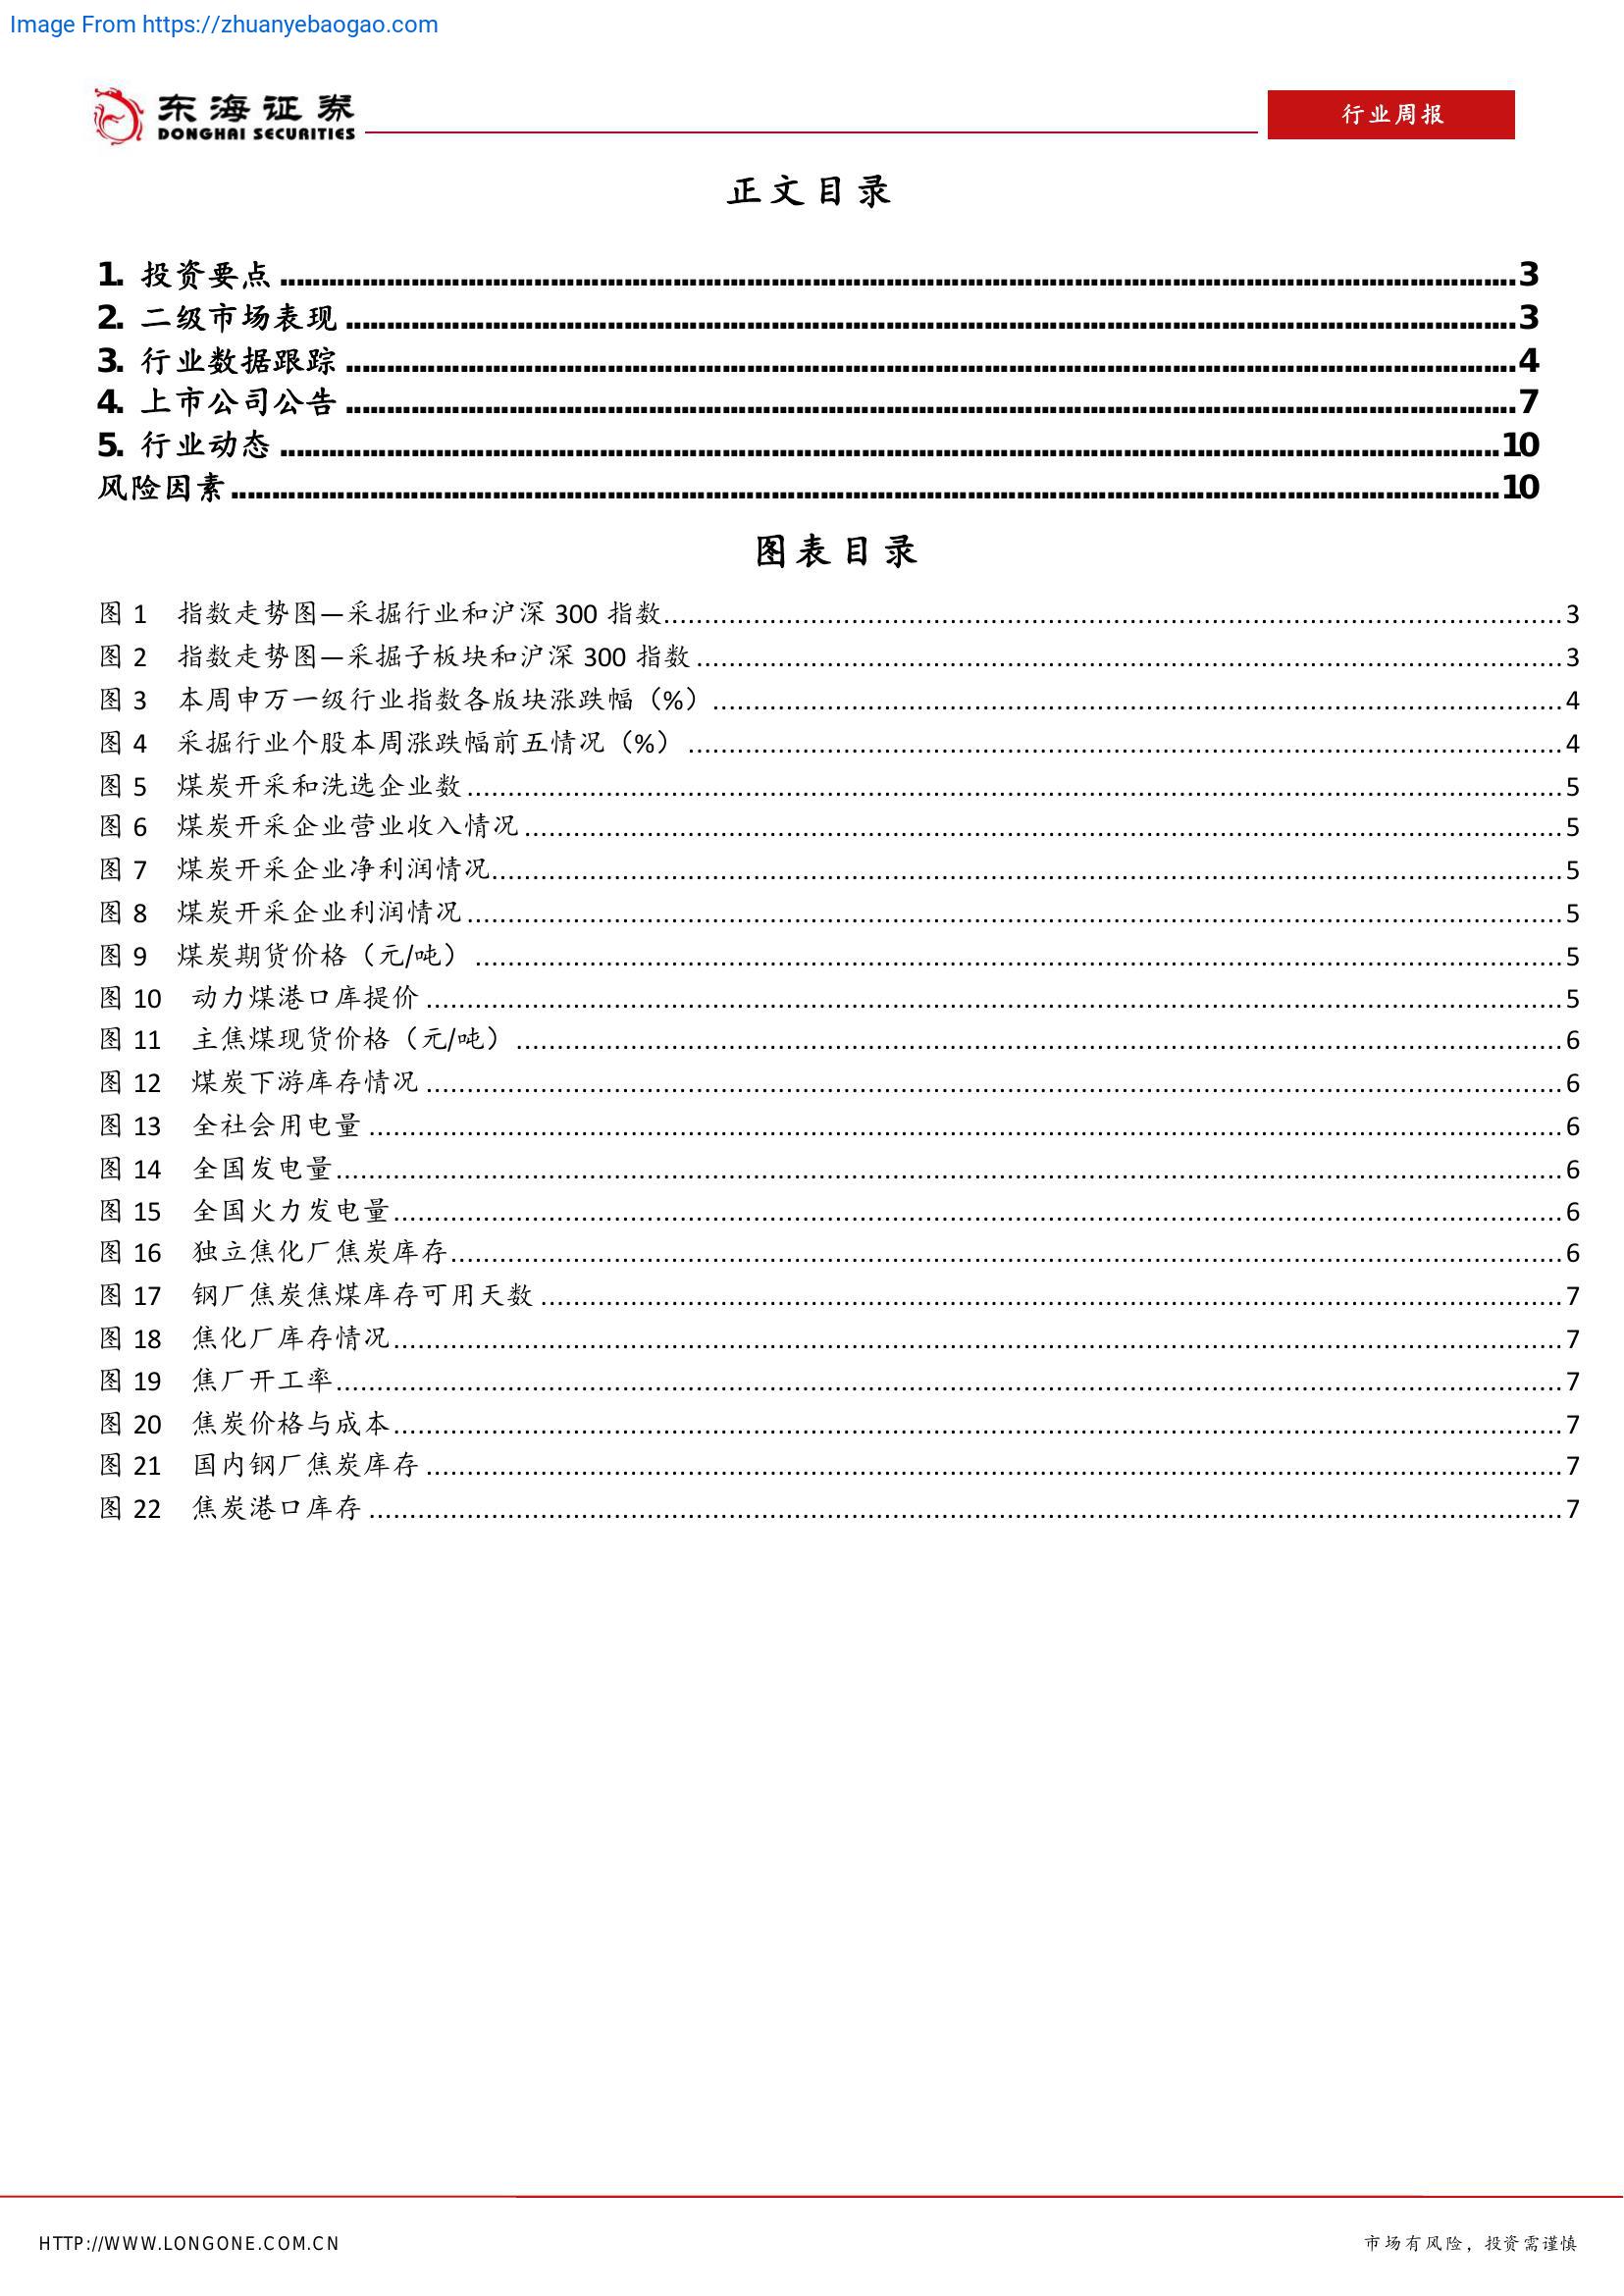 Image From https://zhuanyebaogao.com
东海证券
DONGHAI SECURITIES
行业周报
正文目录
1. 投资要点........3
2. 二级市场表现........3
3. 行业数据跟踪........4
4. 上市公司公告........7
5. 行业动态........10
风险因素........10
图表目录
图 1 指数走势图—采掘行业和沪深 300 指数........3
图 2 指数走势图—采掘子板块和沪深 300 指数........3
图 3 本周申万一级行业指数各版块涨跌幅（%）........4
图 4 采掘行业个股本周涨跌幅前五情况（%）........4
图 5 煤炭开采和洗选企业数........5
图 6 煤炭开采企业营业收入情况........5
图 7 煤炭开采企业净利润情况........5
图 8 煤炭开采企业利润情况........5
图 9 煤炭期货价格（元/吨）........5
图 10 动力煤港口库提价........5
图 11 主焦煤现货价格（元/吨）........6
图 12 煤炭下游库存情况........6
图 13 全社会用电量........6
图 14 全国发电量........6
图 15 全国火力发电量........6
图 16 独立焦化厂焦炭库存........6
图 17 钢厂焦炭焦煤库存可用天数........7
图 18 焦化厂库存情况........7
图 19 焦厂开工率........7
图 20 焦炭价格与成本........7
图 21 国内钢厂焦炭库存........7
图 22 焦炭港口库存........7
HTTP://WWW.LONGONE.COM.CN
市场有风险，投资需谨慎